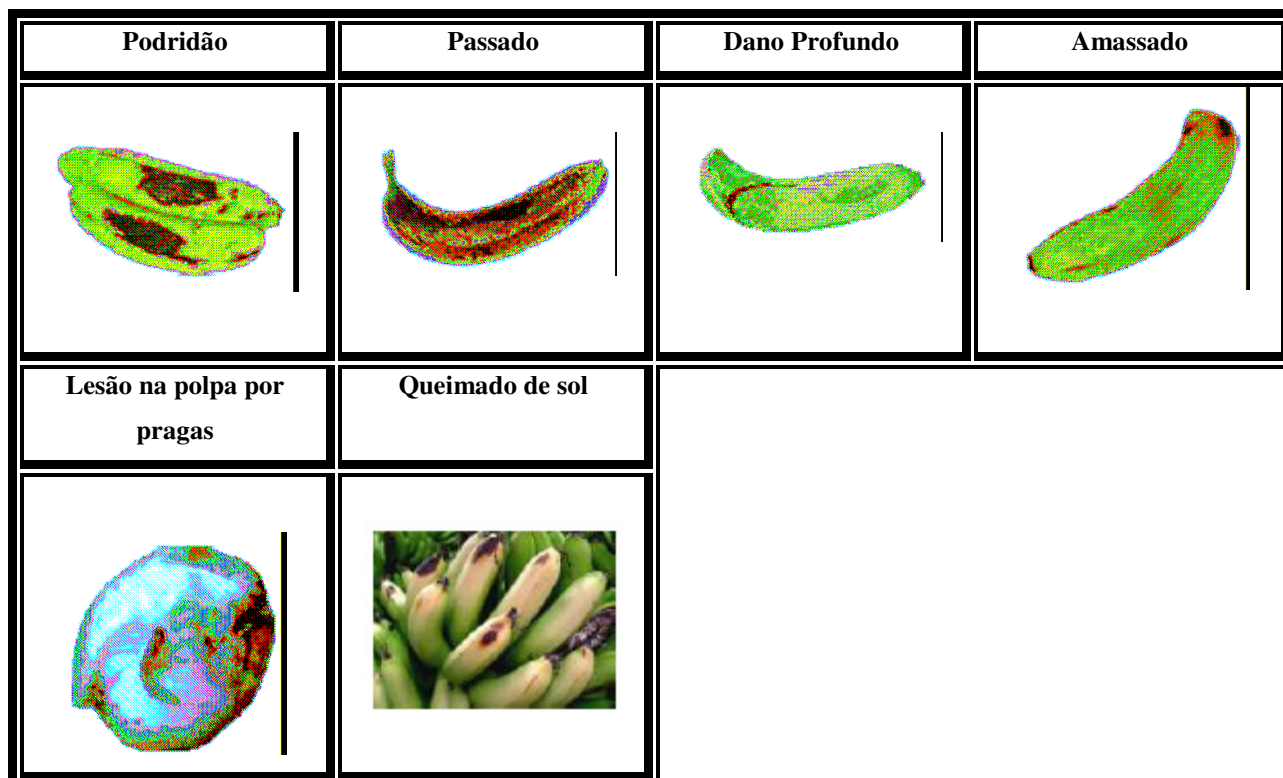 Podridão
Passado
Dano Profundo
Amassado
Lesão na polpa por
pragas
Queimado de sol